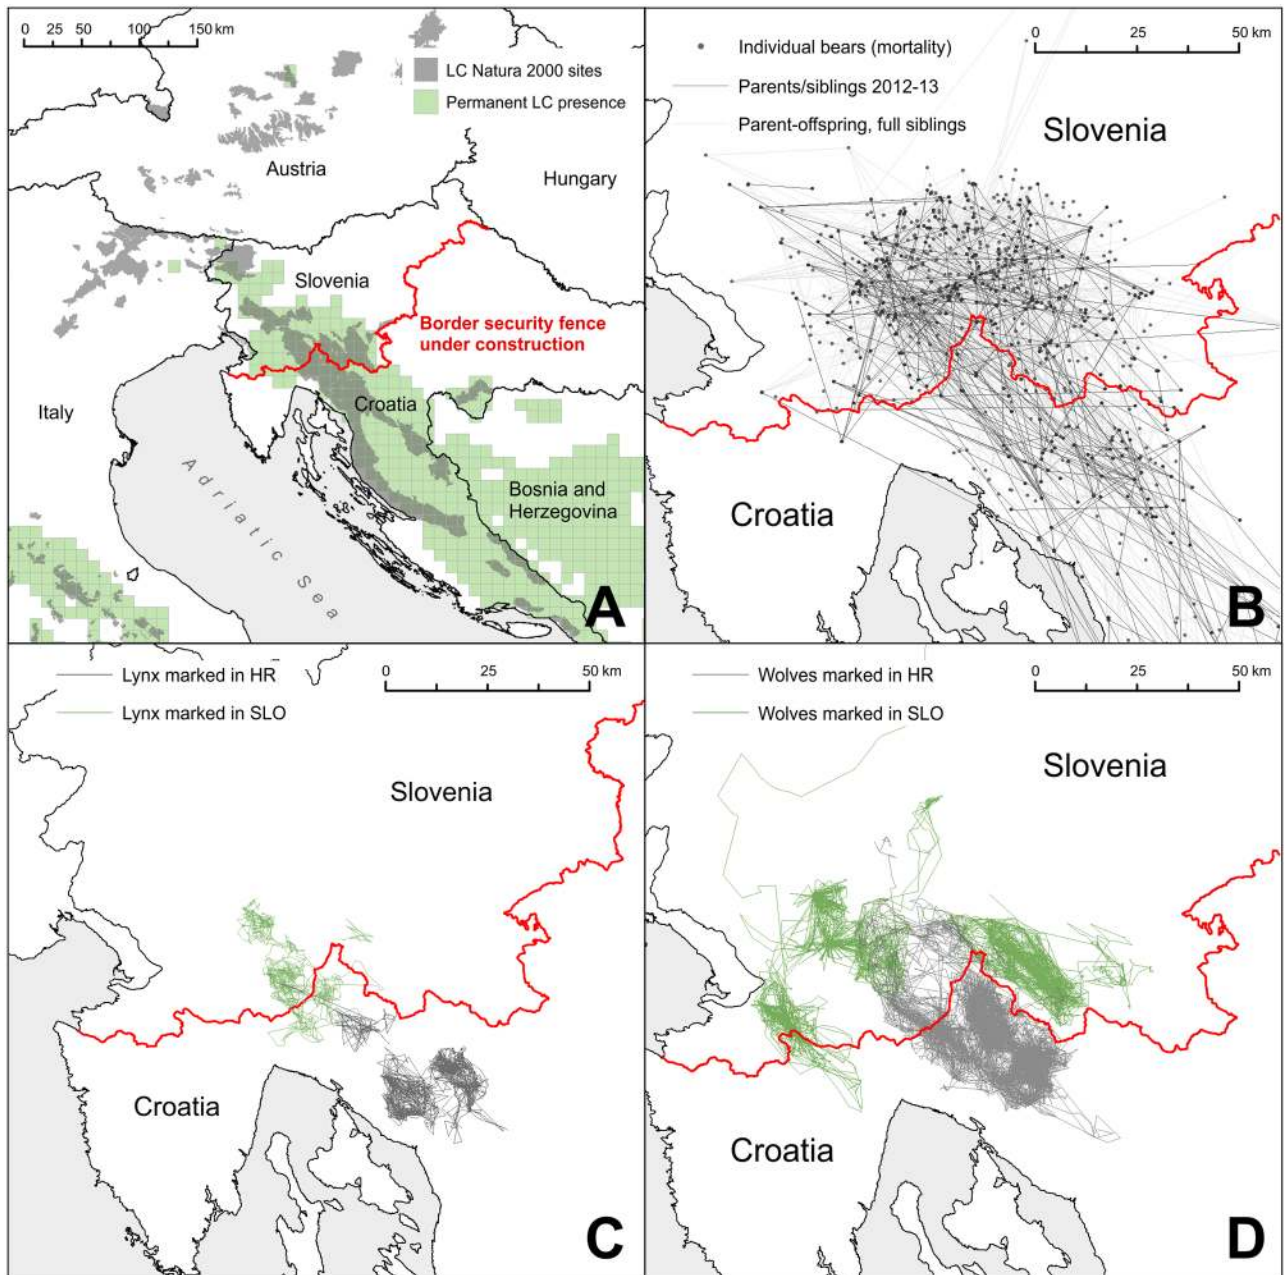 0 25 50 100 150 km
LC Natura 2000 sites
Permanent LC presence
Austria
Hungary
Slovenia
Border security fence
under construction
Italy
Croatia
Bosnia and
Herzegovina
Adriatic Sea
A
Individual bears (mortality)
Parents/siblings 2012-13
Parent-offspring, full siblings
0 25 50 km
Slovenia
Croatia
B
Lynx marked in HR
Lynx marked in SLO
0 25 50 km
Slovenia
Croatia
C
Wolves marked in HR
Wolves marked in SLO
0 25 50 km
Slovenia
Croatia
D